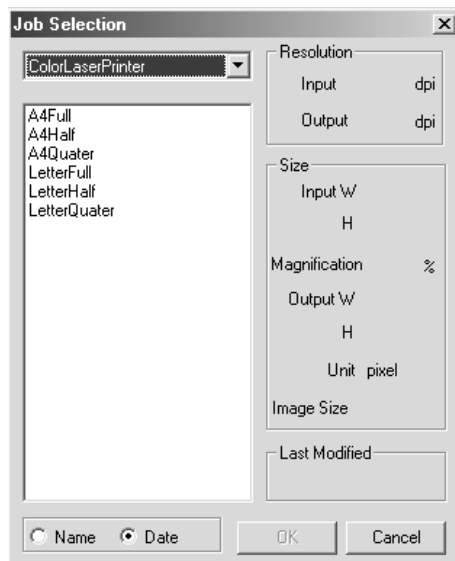 Job Selection
ColorLaserPrinter
A4Full
A4Half
A4Quater
LetterFull
LetterHalf
LetterQuater
Name
Date
Resolution
Input dpi
Output dpi
Size
Input W
H
Magnification %
Output W
H
Unit pixel
Image Size
Last Modified
OK
Cancel